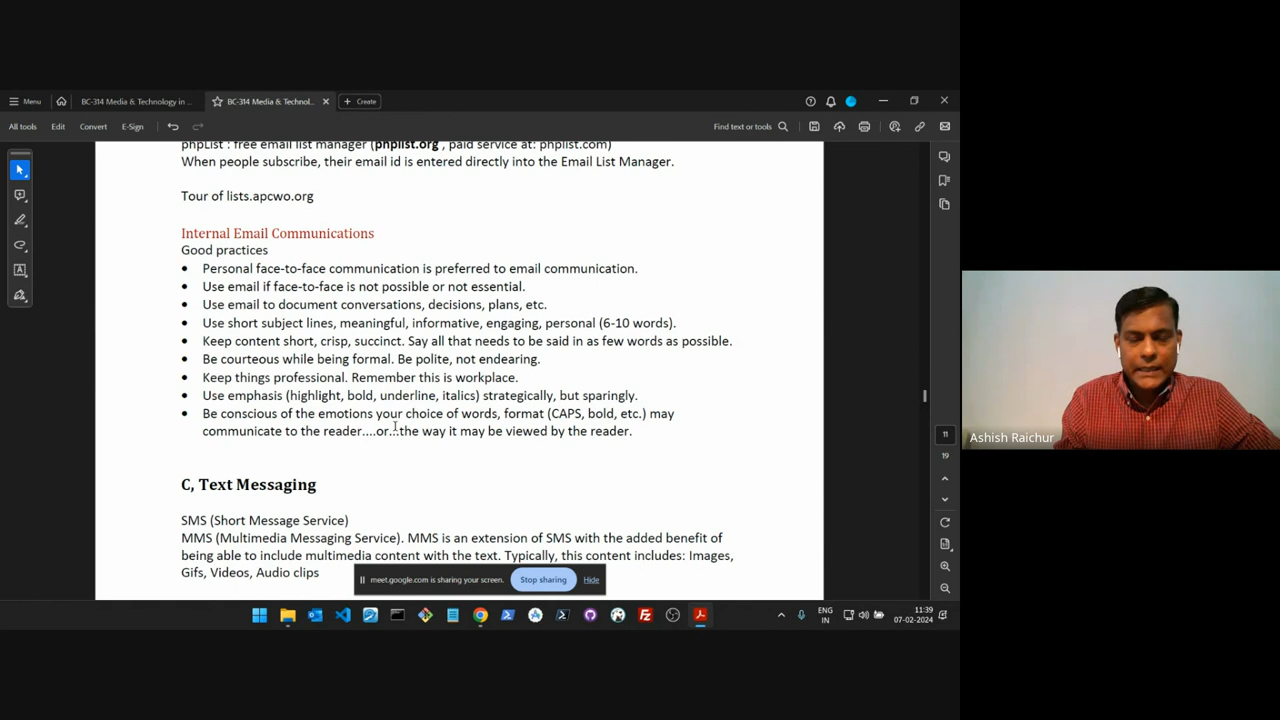 Menu
BC-314 Media & Technology in ...
BC-314 Media & Technol...
Create
All tools
Edit
Convert
E-Sign
Find text or tools
phpList : free email list manager (phplist.org , paid service at: phplist.com)
When people subscribe, their email id is entered directly into the Email List Manager.
Tour of lists.apcwo.org
Internal Email Communications
Good practices
• Personal face-to-face communication is preferred to email communication.
• Use email if face-to-face is not possible or not essential.
• Use email to document conversations, decisions, plans, etc.
• Use short subject lines, meaningful, informative, engaging, personal (6-10 words).
• Keep content short, crisp, succinct. Say all that needs to be said in as few words as possible.
• Be courteous while being formal. Be polite, not endearing.
• Keep things professional. Remember this is workplace.
• Use emphasis (highlight, bold, underline, italics) strategically, but sparingly.
• Be conscious of the emotions your choice of words, format (CAPS, bold, etc.) may
communicate to the reader....or...the way it may be viewed by the reader.
C, Text Messaging
SMS (Short Message Service)
MMS (Multimedia Messaging Service). MMS is an extension of SMS with the added benefit of
being able to include multimedia content with the text. Typically, this content includes: Images,
Gifs, Videos, Audio clips
11
19
meet.google.com is sharing your screen.
Stop sharing
Hide
ENG
IN
11:39
07-02-2024
Ashish Raichur